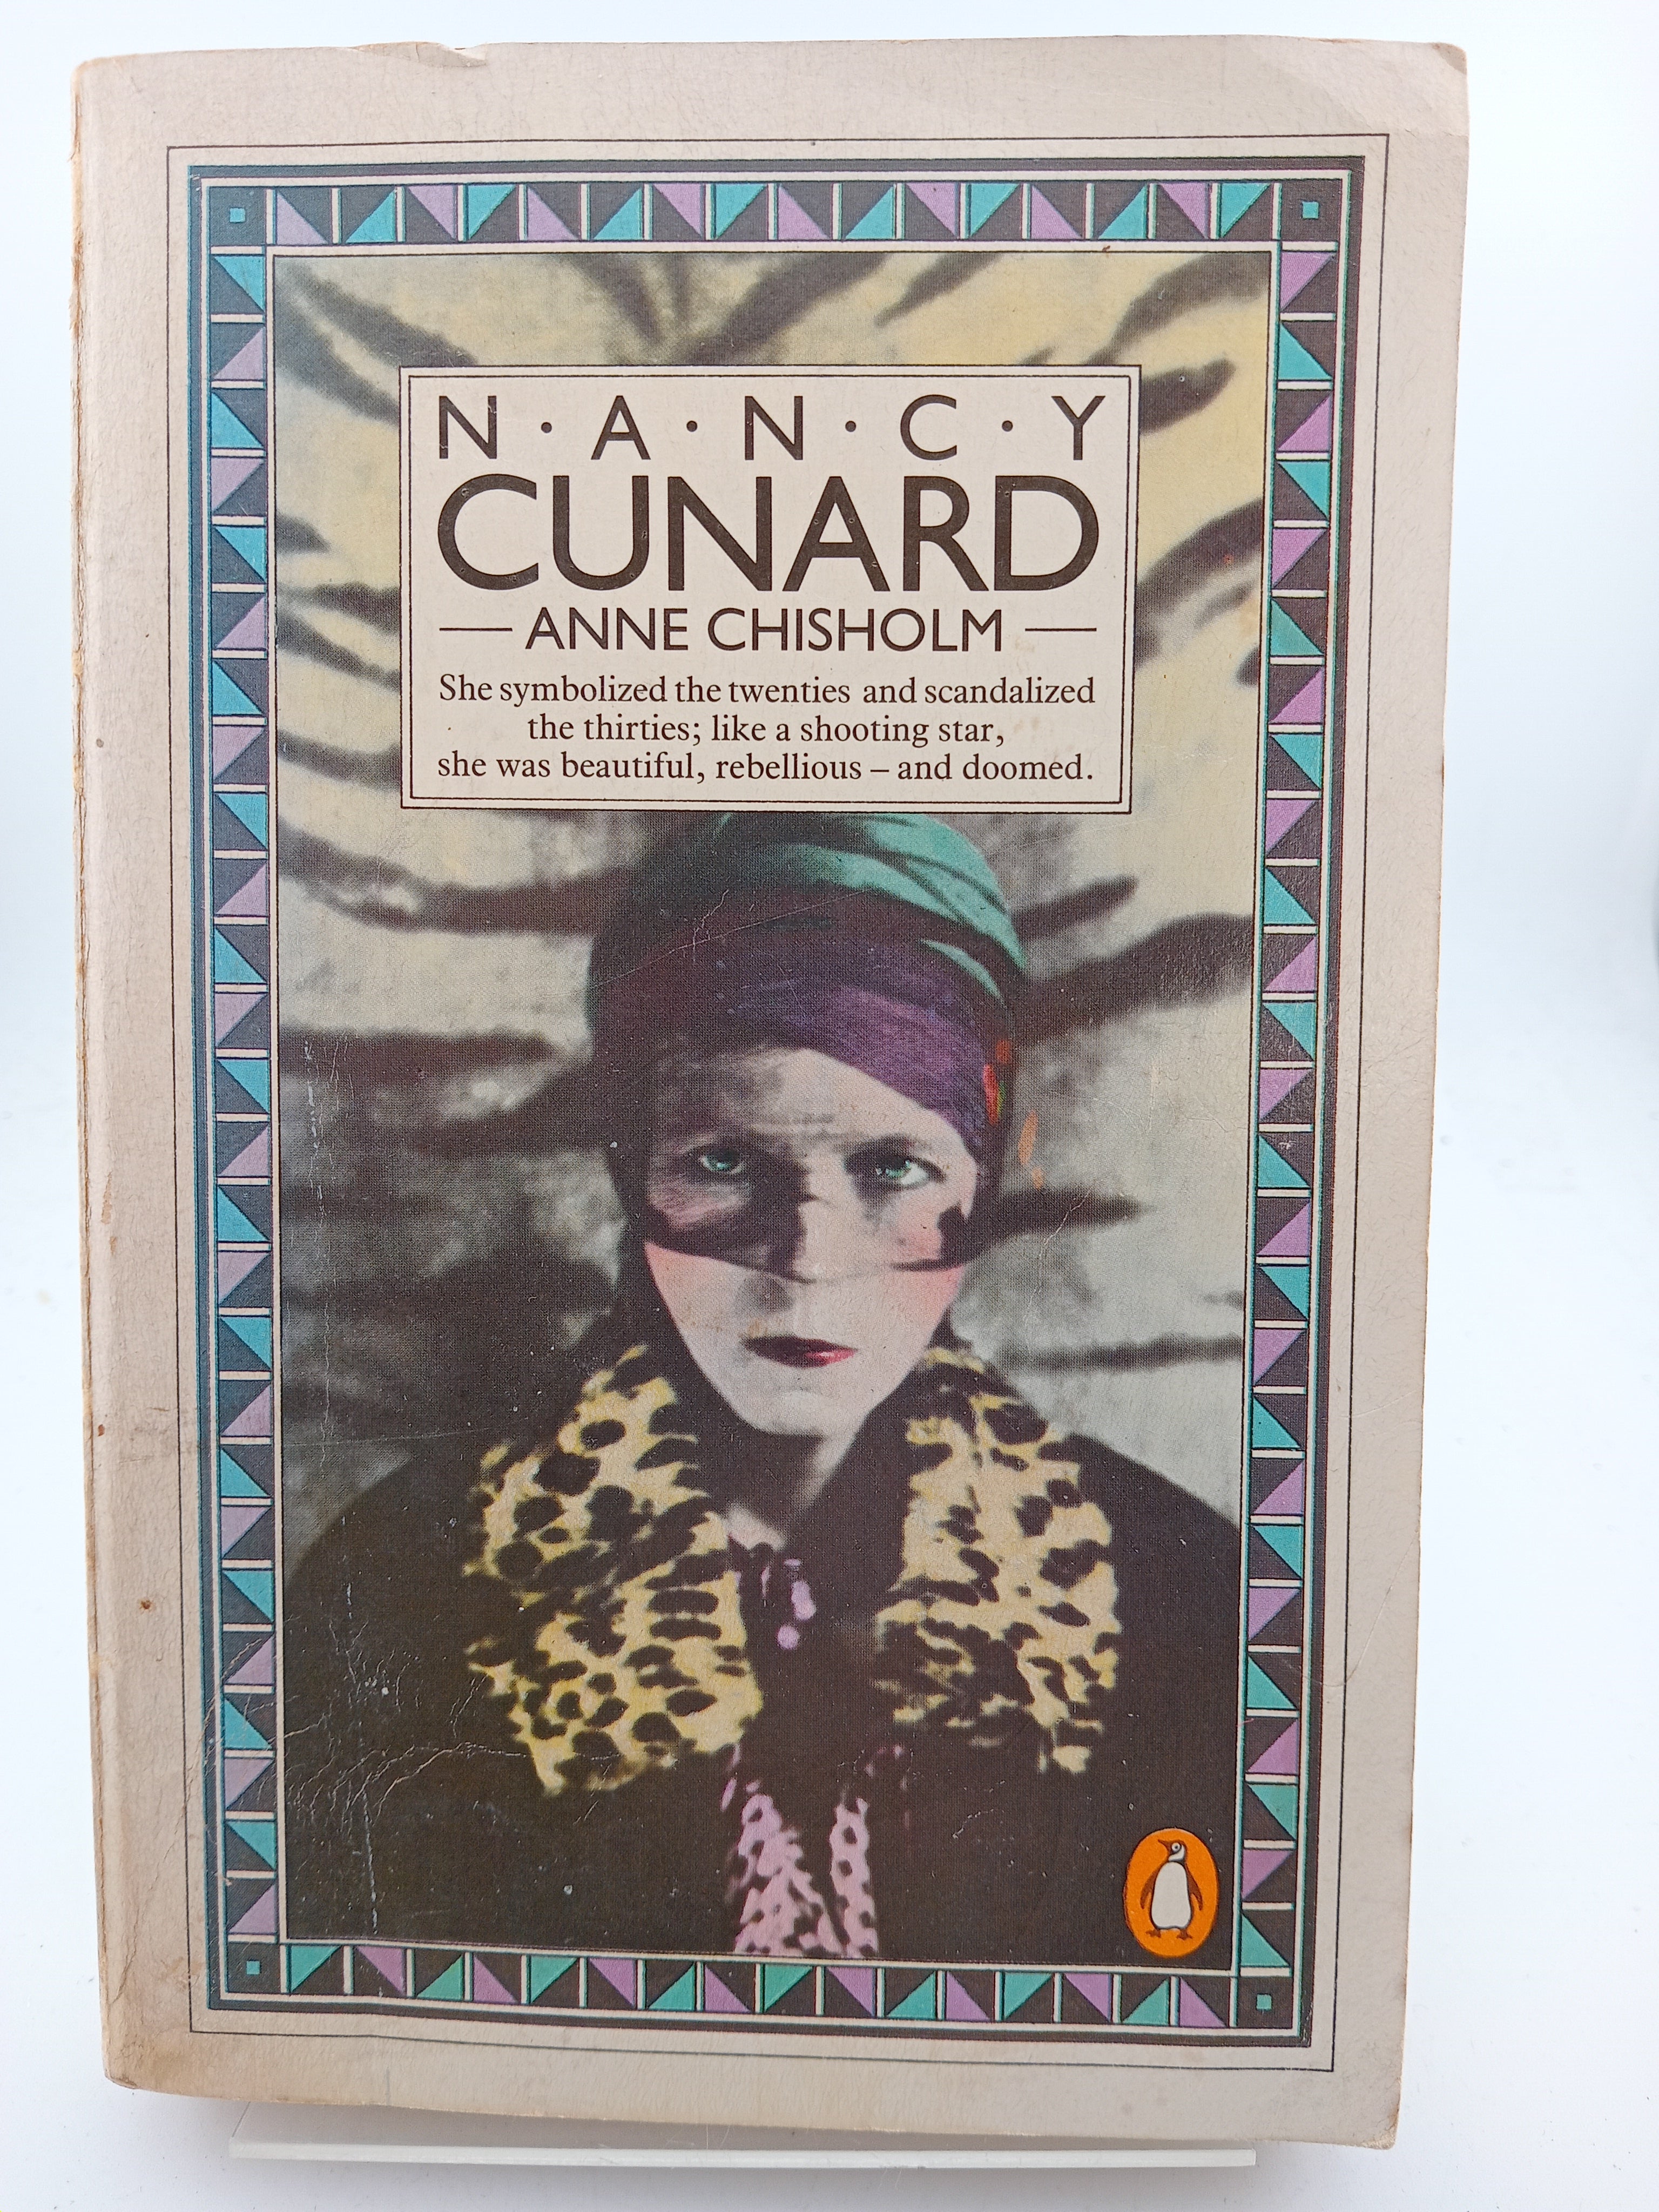 N·A·N·C·Y
CUNARD
—ANNE CHISHOLM—
She symbolized the twenties and scandalized
the thirties; like a shooting star,
she was beautiful, rebellious – and doomed.